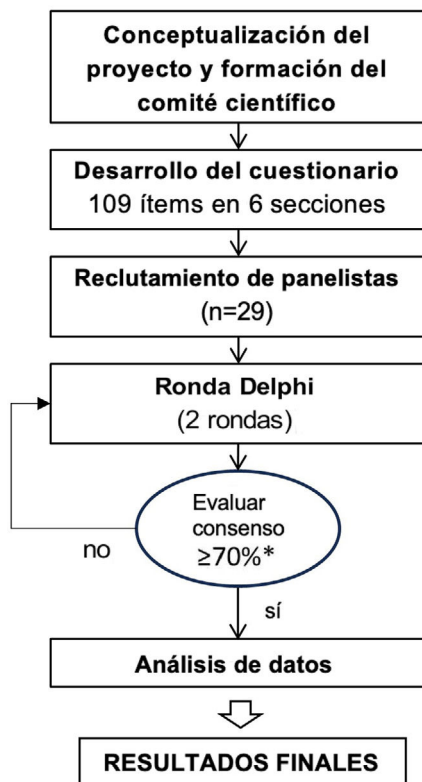 Conceptualización del
proyecto y formación del
comité científico
Desarrollo del cuestionario
109 ítems en 6 secciones
Reclutamiento de panelistas
(n=29)
Ronda Delphi
(2 rondas)
Evaluar
consenso
≥70%*
no
sí
Análisis de datos
RESULTADOS FINALES